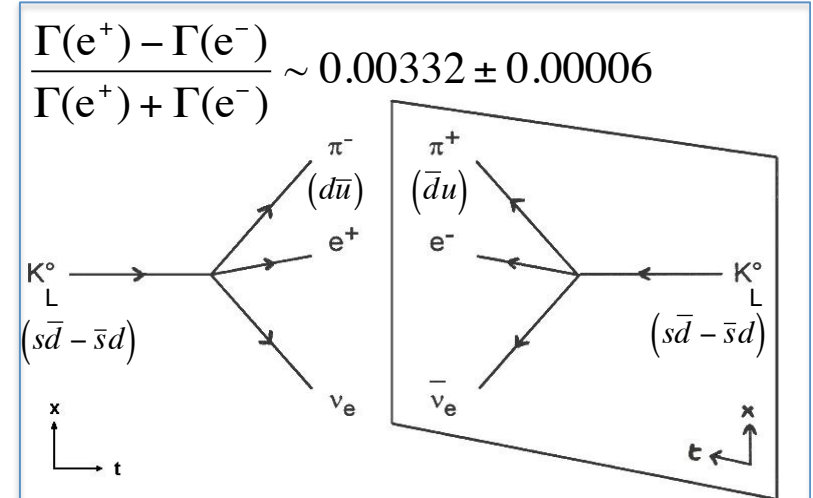 Γ(e⁺) – Γ(e⁻)
Γ(e⁺) + Γ(e⁻)
~ 0.00332 ± 0.00006
π⁻
(dū)
π⁺
(d̄u)
e⁺
e⁻
K°
L
(sd̄ – s̄d)
K°
L
(sd̄ – s̄d)
νₑ
ν̄ₑ
x
t
x
t